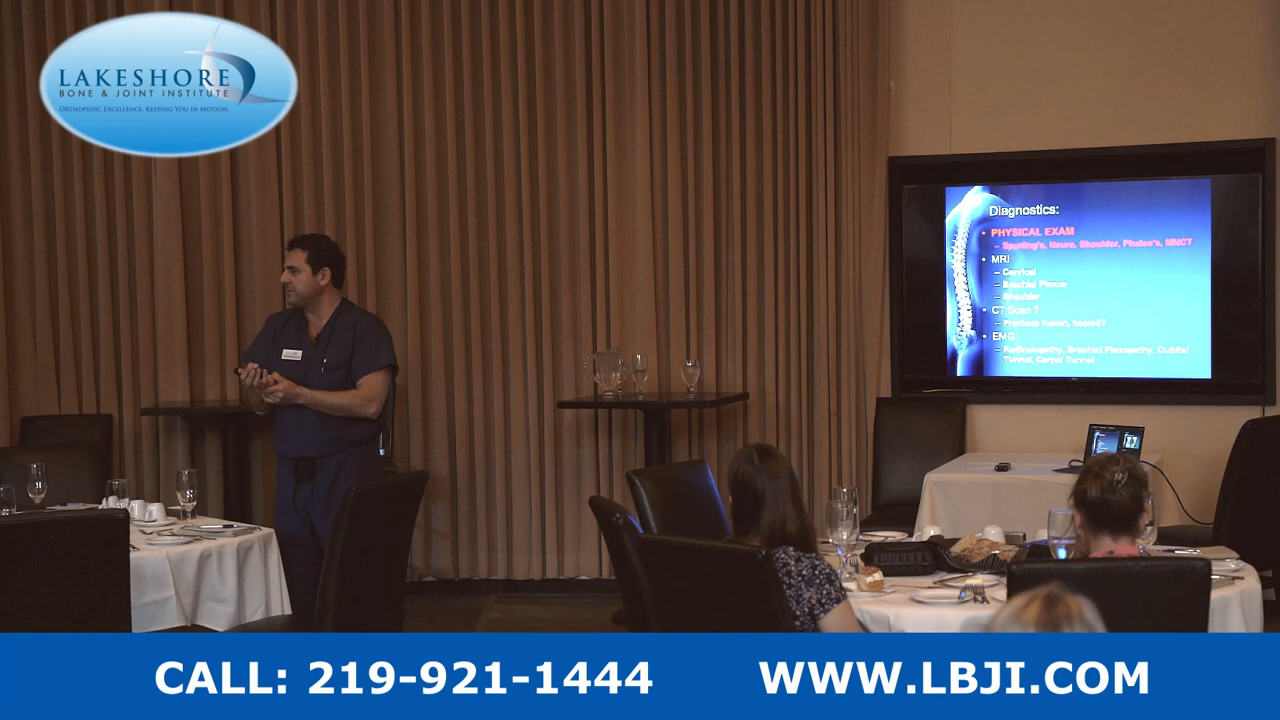 LAKESHORE
BONE & JOINT INSTITUTE
ORTHOPEDIC EXCELLENCE. KEEPING YOU IN MOTION.
Diagnostics:
• PHYSICAL EXAM
– Spurling's, Neuro, Shoulder, Phalen's, MNCT
• MRI
– Cervical
– Brachial Plexus
– Shoulder
• CT Scan ?
– Previous fusion, healed?
• EMG
– Radiculopathy, Brachial Plexopathy, Cubital
Tunnel, Carpal Tunnel
CALL: 219-921-1444 WWW.LBJI.COM